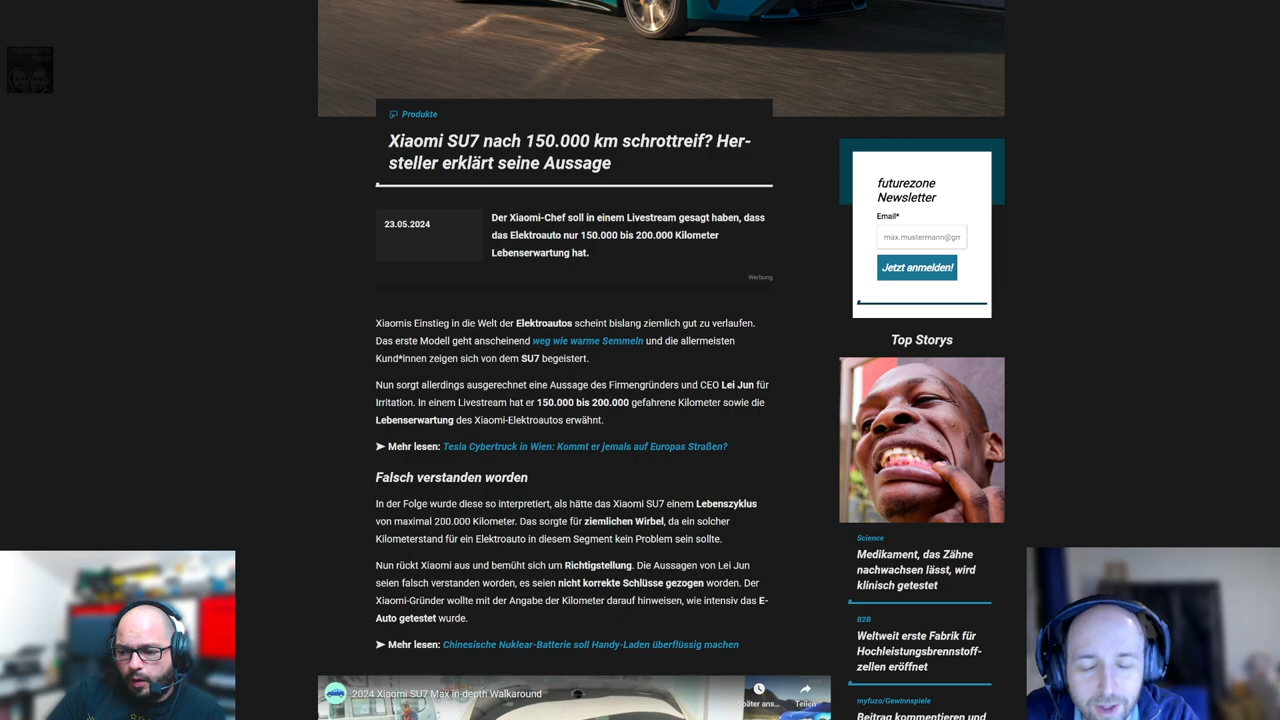 Produkte
Xiaomi SU7 nach 150.000 km schrottreif? Her-
steller erklärt seine Aussage
23.05.2024
Der Xiaomi-Chef soll in einem Livestream gesagt haben, dass
das Elektroauto nur 150.000 bis 200.000 Kilometer
Lebenserwartung hat.
Werbung
Xiaomis Einstieg in die Welt der Elektroautos scheint bislang ziemlich gut zu verlaufen.
Das erste Modell geht anscheinend weg wie warme Semmeln und die allermeisten
Kund*innen zeigen sich von dem SU7 begeistert.
Nun sorgt allerdings ausgerechnet eine Aussage des Firmengründers und CEO Lei Jun für
Irritation. In einem Livestream hat er 150.000 bis 200.000 gefahrene Kilometer sowie die
Lebenserwartung des Xiaomi-Elektroautos erwähnt.
➤ Mehr lesen: Tesla Cybertruck in Wien: Kommt er jemals auf Europas Straßen?
Falsch verstanden worden
In der Folge wurde diese so interpretiert, als hätte das Xiaomi SU7 einem Lebenszyklus
von maximal 200.000 Kilometer. Das sorgte für ziemlichen Wirbel, da ein solcher
Kilometerstand für ein Elektroauto in diesem Segment kein Problem sein sollte.
Nun rückt Xiaomi aus und bemüht sich um Richtigstellung. Die Aussagen von Lei Jun
seien falsch verstanden worden, es seien nicht korrekte Schlüsse gezogen worden. Der
Xiaomi-Gründer wollte mit der Angabe der Kilometer darauf hinweisen, wie intensiv das E-
Auto getestet wurde.
➤ Mehr lesen: Chinesische Nuklear-Batterie soll Handy-Laden überflüssig machen
2024 Xiaomi SU7 Max In-depth Walkaround
Später ans...
Teilen
futurezone
Newsletter
Email*
max.mustermann@gm
Jetzt anmelden!
Top Storys
Science
Medikament, das Zähne
nachwachsen lässt, wird
klinisch getestet
B2B
Weltweit erste Fabrik für
Hochleistungsbrennstoff-
zellen eröffnet
myfuzo/Gewinnspiele
Beitrag kommentieren und